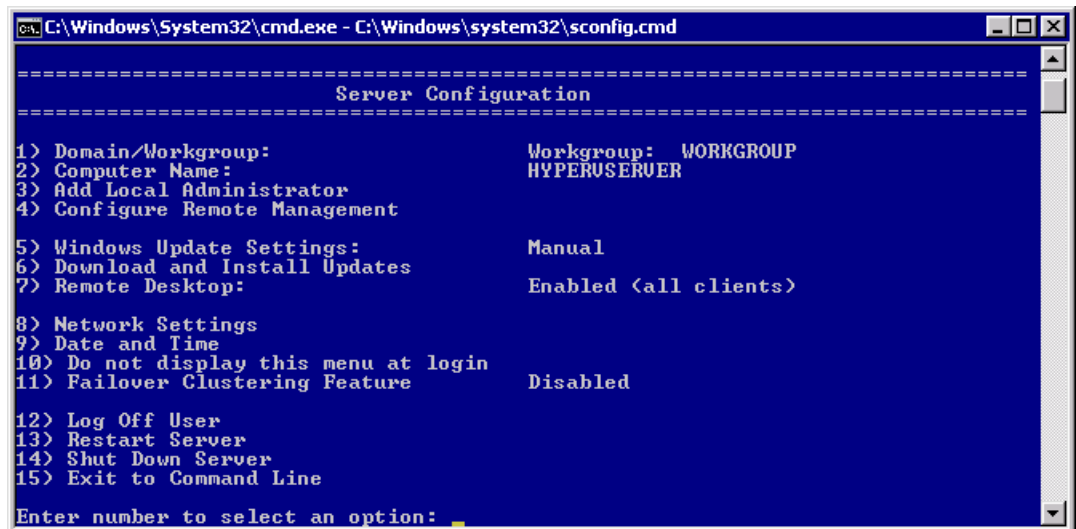 C:\Windows\System32\cmd.exe - C:\Windows\system32\sconfig.cmd
===============================================================================
Server Configuration
===============================================================================
1) Domain/Workgroup: Workgroup: WORKGROUP
2) Computer Name: HYPERVSERVER
3) Add Local Administrator
4) Configure Remote Management
5) Windows Update Settings: Manual
6) Download and Install Updates
7) Remote Desktop: Enabled (all clients)
8) Network Settings
9) Date and Time
10) Do not display this menu at login
11) Failover Clustering Feature Disabled
12) Log Off User
13) Restart Server
14) Shut Down Server
15) Exit to Command Line
Enter number to select an option: _